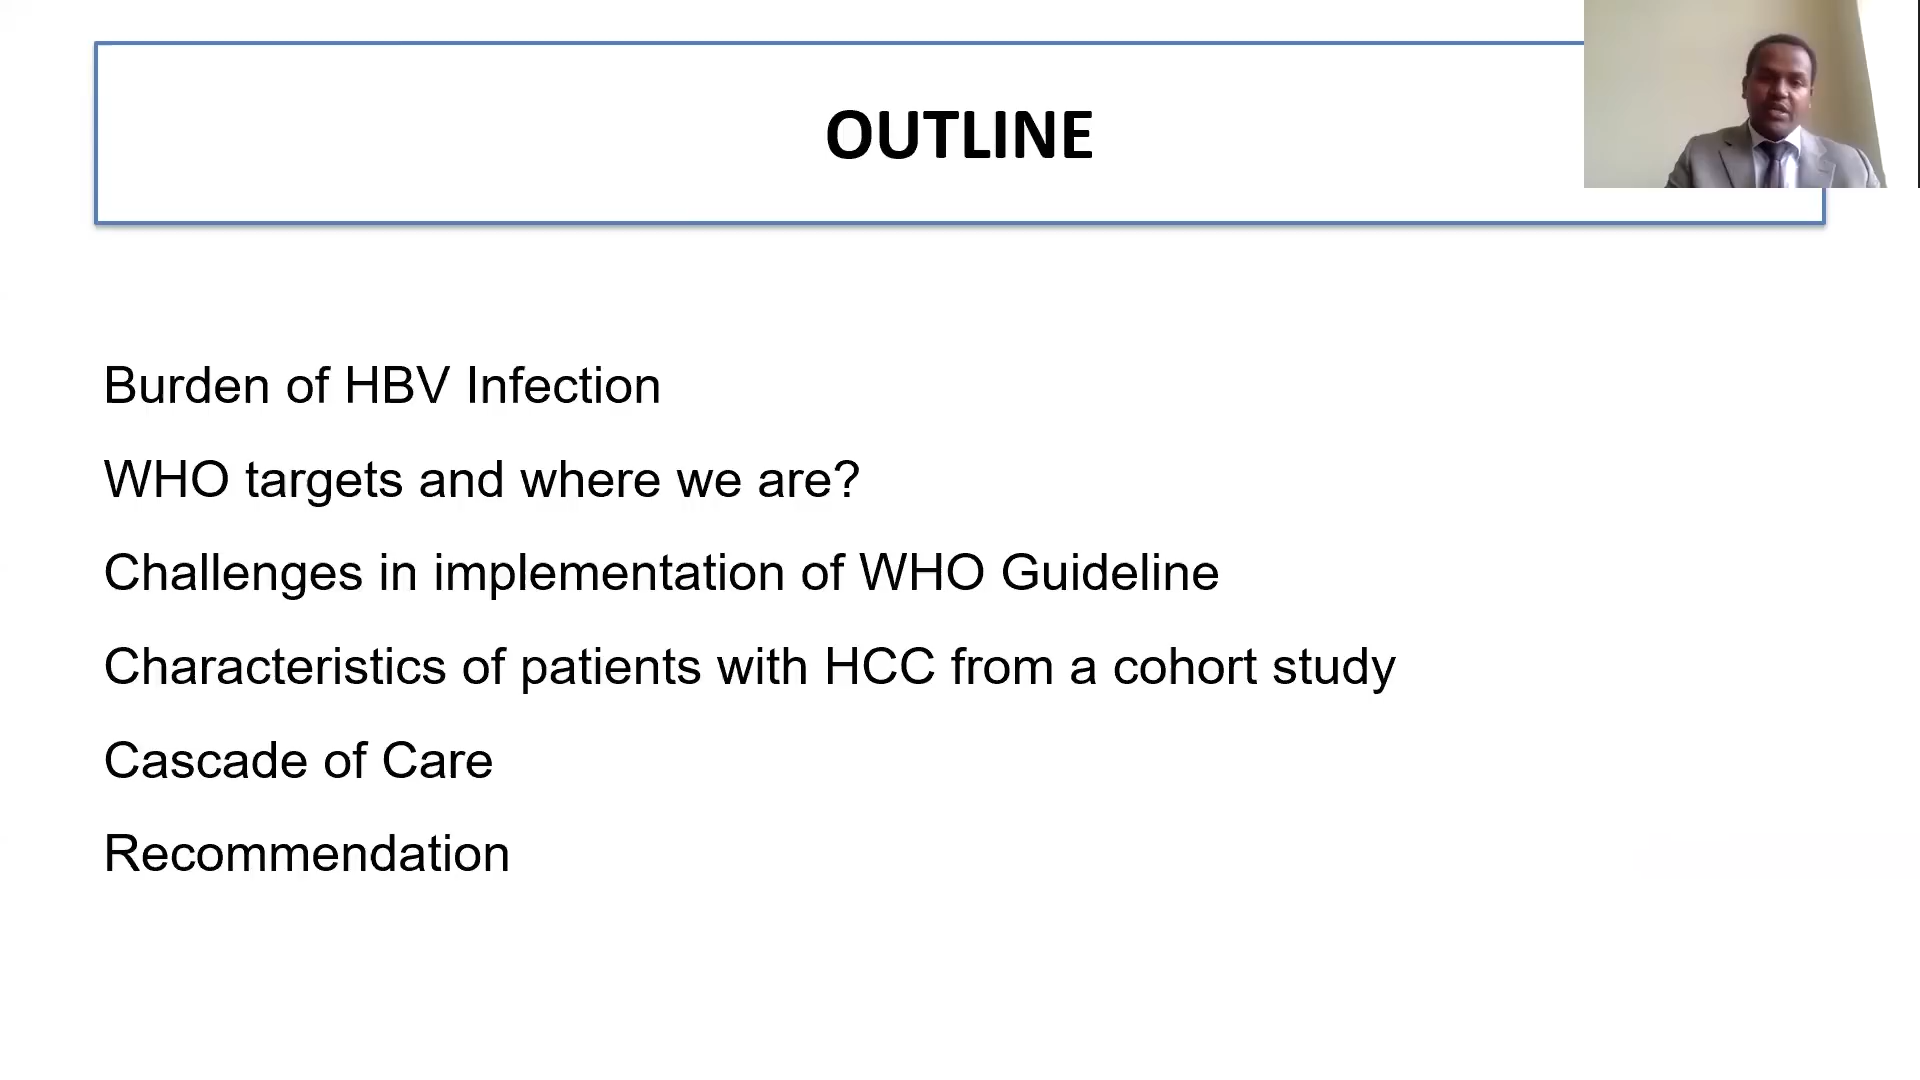 OUTLINE
Burden of HBV Infection
WHO targets and where we are?
Challenges in implementation of WHO Guideline
Characteristics of patients with HCC from a cohort study
Cascade of Care
Recommendation